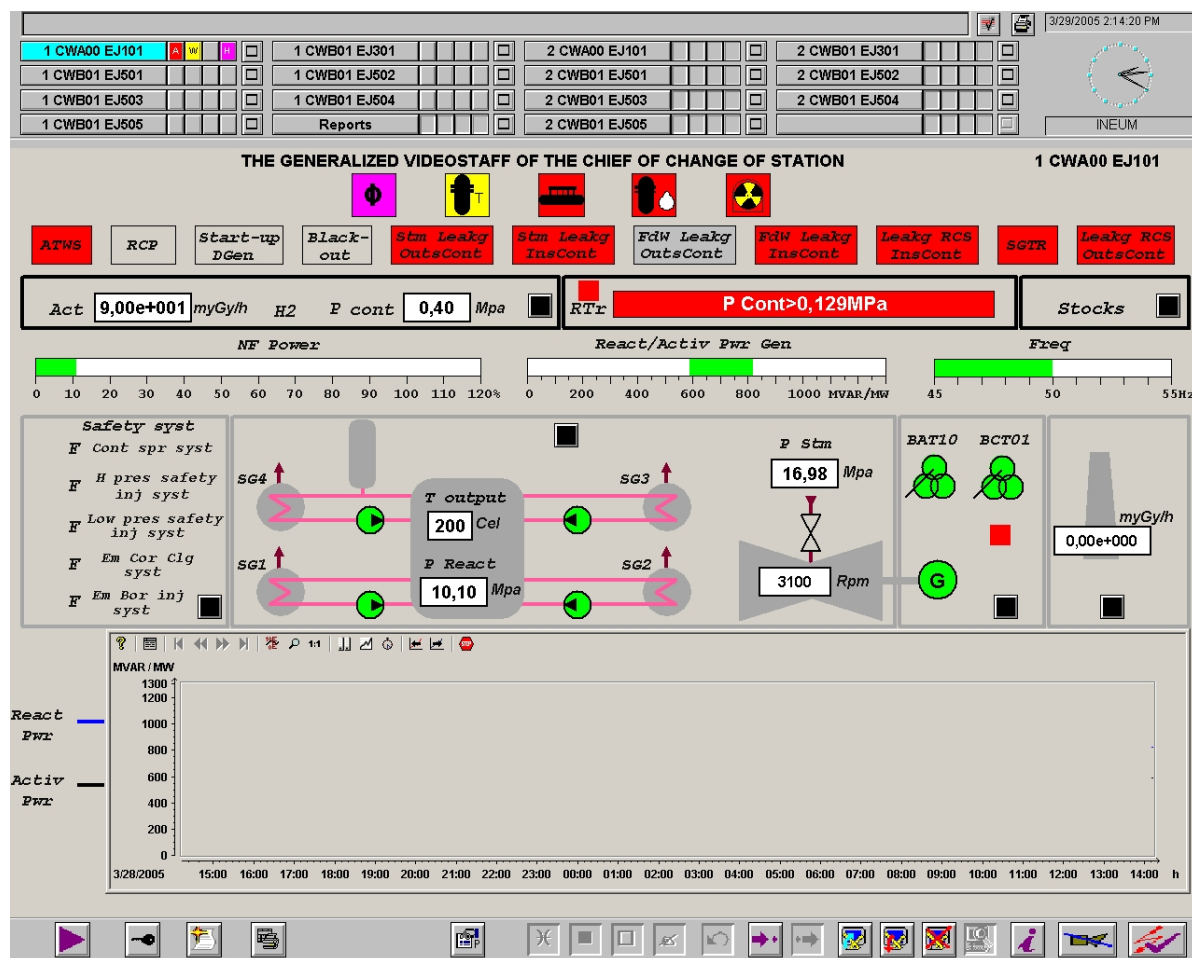 3/29/2005 2:14:20 PM
1 CWA00 EJ101 A W H 1 CWB01 EJ301 2 CWA00 EJ101 2 CWB01 EJ301
1 CWB01 EJ501 1 CWB01 EJ502 2 CWB01 EJ501 2 CWB01 EJ502
1 CWB01 EJ503 1 CWB01 EJ504 2 CWB01 EJ503 2 CWB01 EJ504
1 CWB01 EJ505 Reports 2 CWB01 EJ505 INEUM
THE GENERALIZED VIDEOSTAFF OF THE CHIEF OF CHANGE OF STATION 1 CWA00 EJ101
Φ T
ATWS RCP Start-up Black- Stm Leakg Stm Leakg FdW Leakg FdW Leakg Leakg RCS SGTR Leakg RCS
DGen out OutsCont InsCont OutsCont InsCont InsCont OutsCont
Act 9,00e+001 myGy/h H2 P cont 0,40 Mpa RTr P Cont>0,129MPa Stocks
NF Power React/Activ Pwr Gen Freq
0 10 20 30 40 50 60 70 80 90 100 110 120% 0 200 400 600 800 1000 MVAR/MW 45 50 55Hz
Safety syst
F Cont spr syst
F H pres safety
inj syst
F Low pres safety
inj syst
F Em Cor Clg
syst
F Em Bor inj
syst
SG4 SG3
T output
200 Cel
SG1 SG2
P React
10,10 Mpa
P Stm
16,98 Mpa
3100 Rpm
G
BAT10 BCT01
myGy/h
0,00e+000
1:1 STOP
MVAR / MW
1300
1200
1000
800
600
400
200
0
React
Pwr
Activ
Pwr
3/28/2005 15:00 16:00 17:00 18:00 19:00 20:00 21:00 22:00 23:00 00:00 01:00 02:00 03:00 04:00 05:00 06:00 07:00 08:00 09:00 10:00 11:00 12:00 13:00 14:00 h
P i